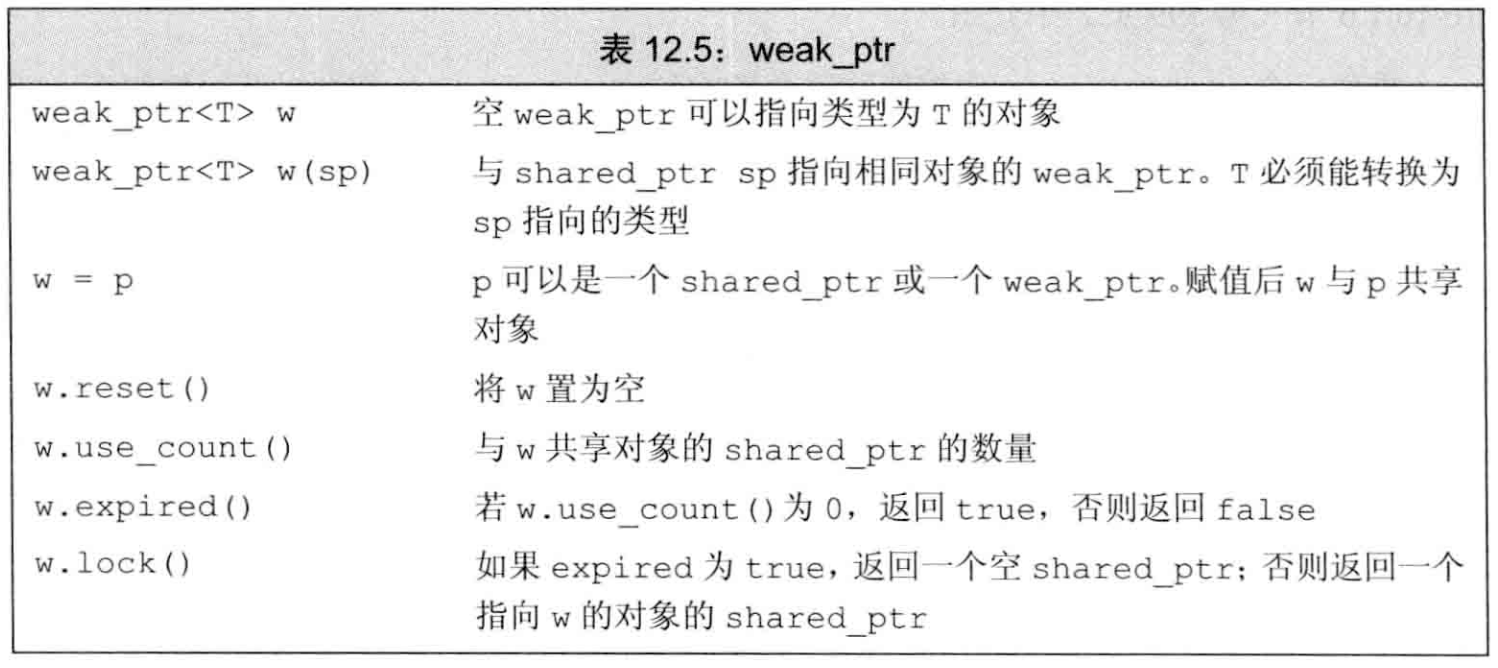 表 12.5：weak_ptr
weak_ptr<T> w 空 weak_ptr 可以指向类型为 T 的对象
weak_ptr<T> w(sp) 与 shared_ptr sp 指向相同对象的 weak_ptr。T 必须能转换为
sp 指向的类型
w = p p 可以是一个 shared_ptr 或一个 weak_ptr。赋值后 w 与 p 共享
对象
w.reset() 将 w 置为空
w.use_count() 与 w 共享对象的 shared_ptr 的数量
w.expired() 若 w.use_count()为 0，返回 true，否则返回 false
w.lock() 如果 expired 为 true，返回一个空 shared_ptr；否则返回一个
指向 w 的对象的 shared_ptr